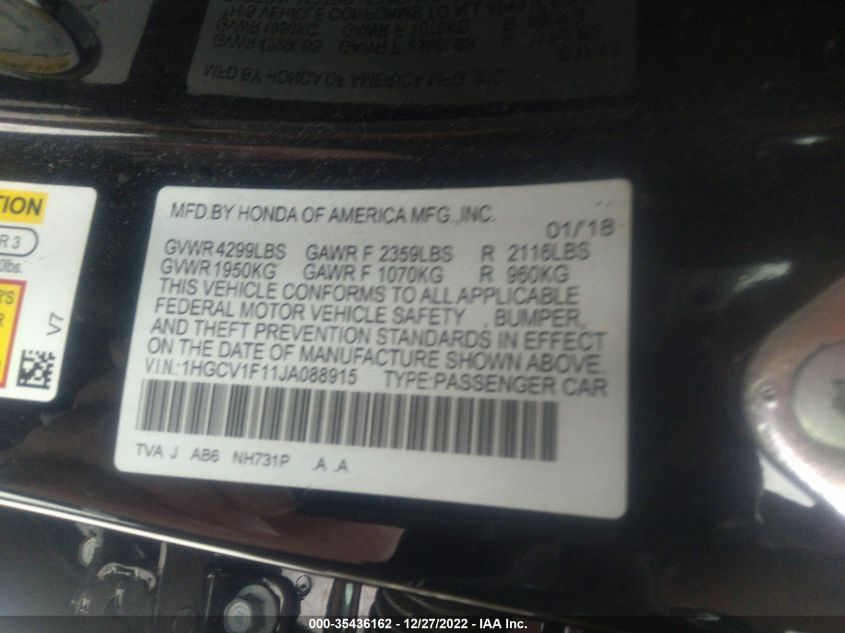 MFD.BY HONDA OF AMERICA MFG.,INC.
01/'18
GVWR 4299LBS GAWR F 2359LBS R 2116LBS
GVWR 1950KG GAWR F 1070KG R 960KG
THIS VEHICLE CONFORMS TO ALL APPLICABLE
FEDERAL MOTOR VEHICLE SAFETY , BUMPER,
AND THEFT PREVENTION STANDARDS IN EFFECT
ON THE DATE OF MANUFACTURE SHOWN ABOVE.
V.I.N.:1HGCV1F11JA088915 TYPE:PASSENGER CAR
TVA J AB6 NH731P .A .A
R 3
0lbs.
V7
000-35436162 - 12/27/2022 - IAA Inc.